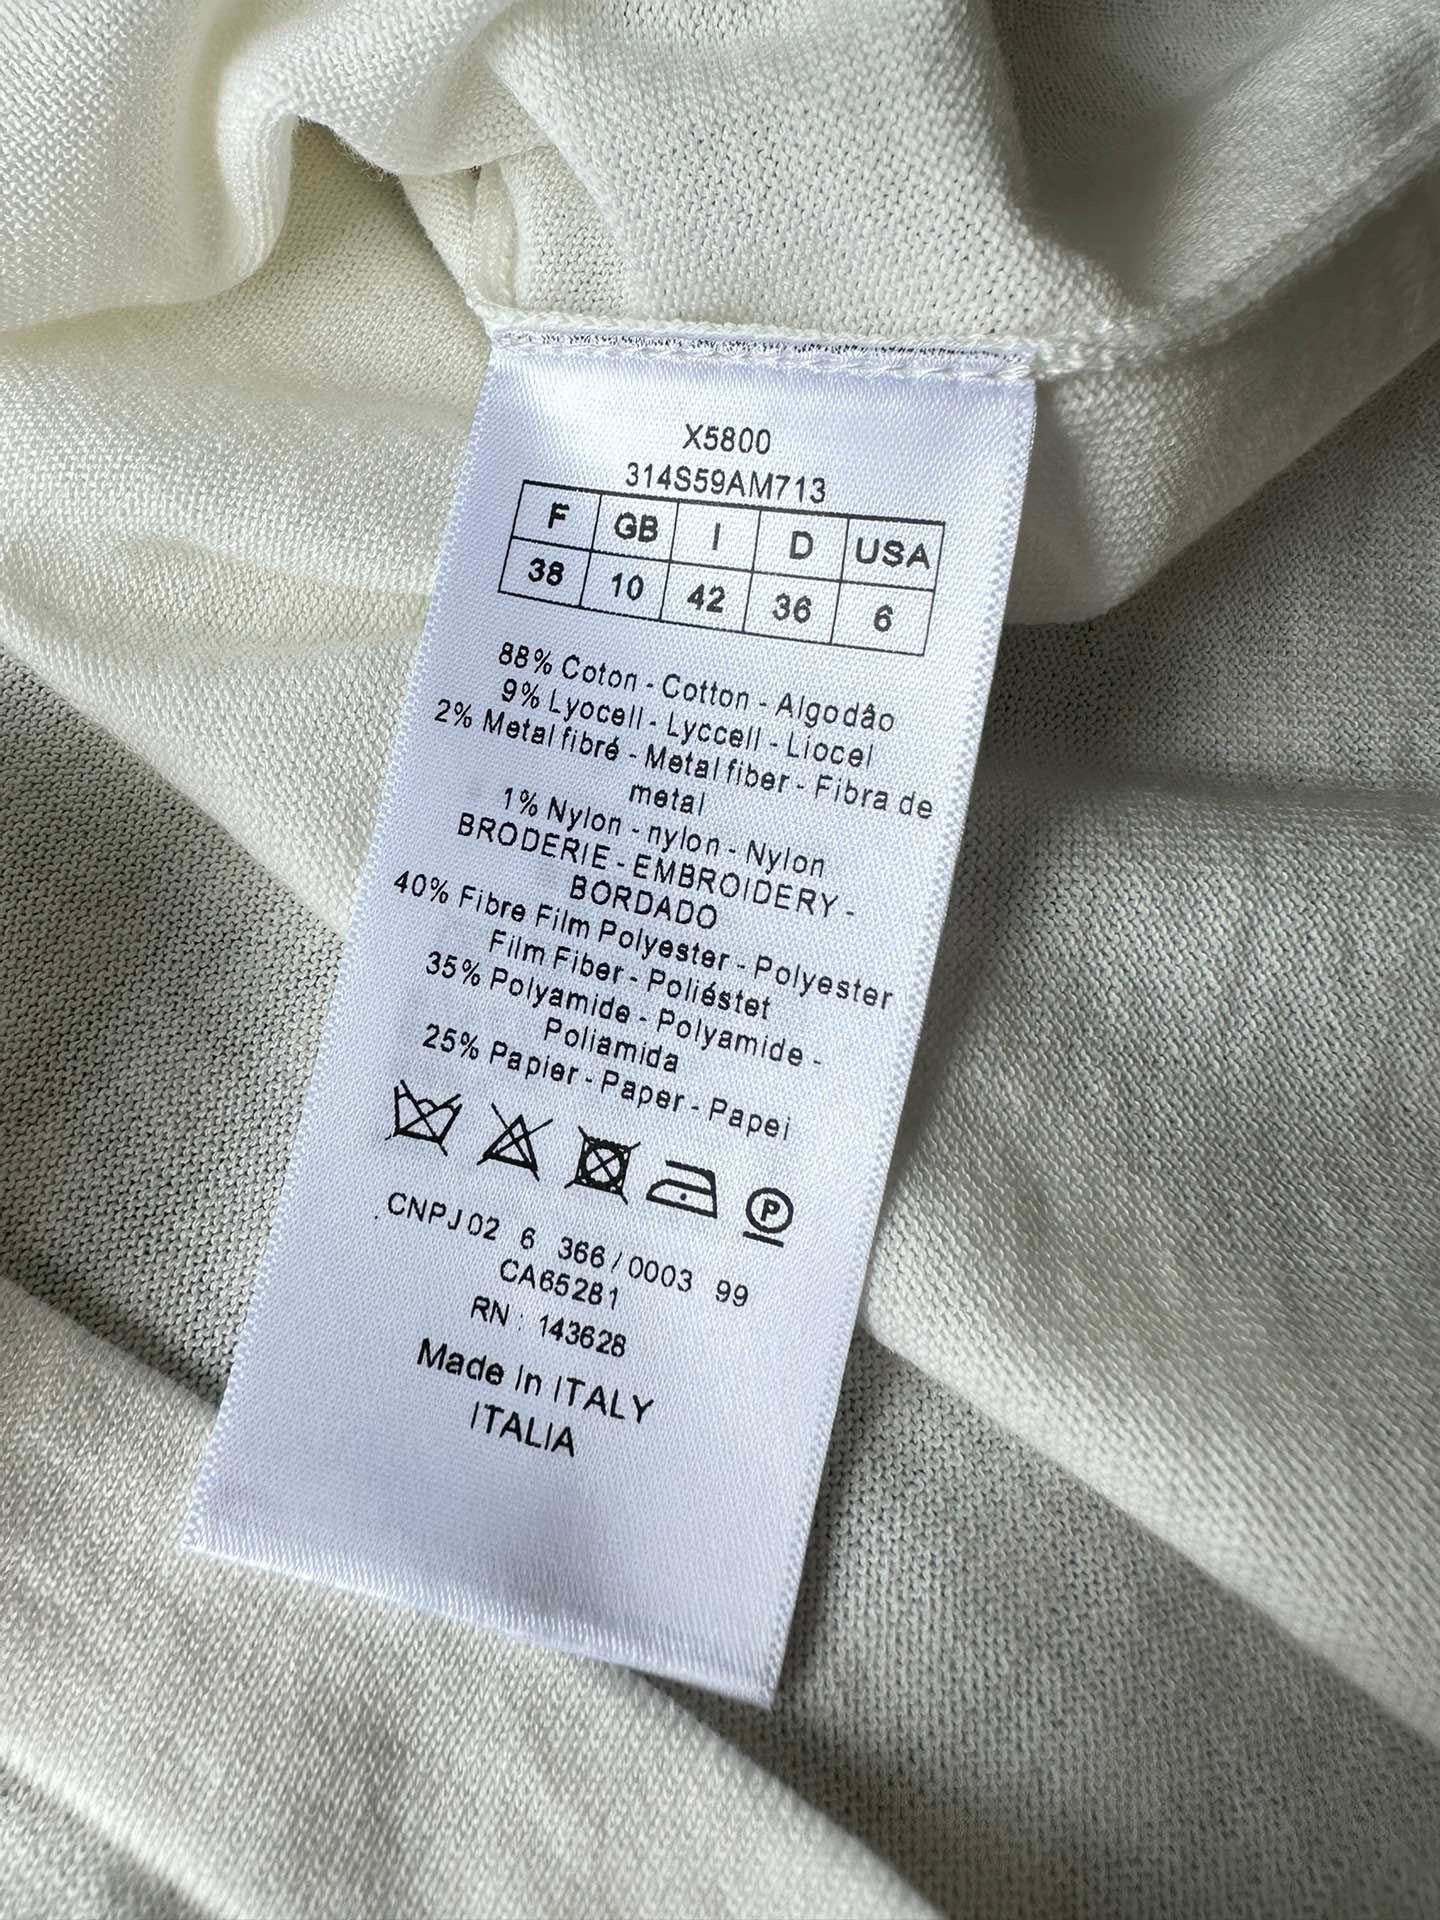 X5800
314S59AM713
F GB I D USA
38 10 42 36 6
88% Coton - Cotton - Algodâo
9% Lyocell - Lyccell - Liocel
2% Metal fibré - Metal fiber - Fibra de
metal
1% Nylon - nylon - Nylon
BRODERIE - EMBROIDERY -
BORDADO
40% Fibre Film Polyester - Polyester
Film Fiber - Poliéstet
35% Polyamide - Polyamide -
Poliamida
25% Papier - Paper - Papei
P
CNPJ 02 6 366 / 0003 99
CA65281
RN : 143628
Made In ITALY
ITALIA